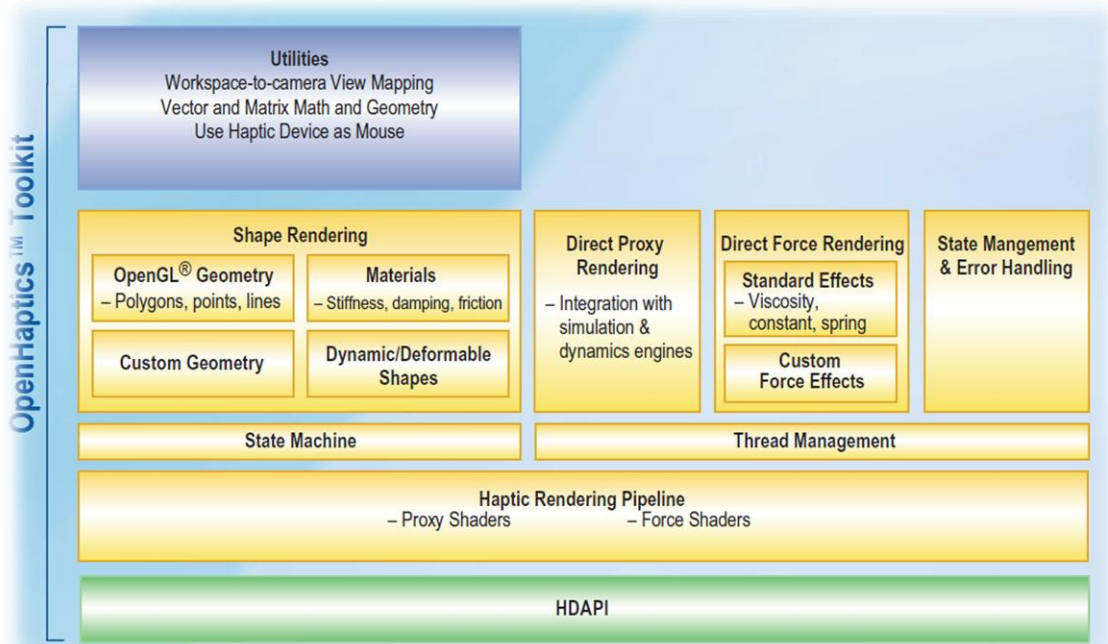 OpenHaptics™ Toolkit
Utilities
Workspace-to-camera View Mapping
Vector and Matrix Math and Geometry
Use Haptic Device as Mouse
Shape Rendering
OpenGL® Geometry
– Polygons, points, lines
Materials
– Stiffness, damping, friction
Custom Geometry
Dynamic/Deformable
Shapes
Direct Proxy
Rendering
– Integration with
simulation &
dynamics engines
Direct Force Rendering
Standard Effects
– Viscosity,
constant, spring
Custom
Force Effects
State Mangement
& Error Handling
State Machine
Thread Management
Haptic Rendering Pipeline
– Proxy Shaders
– Force Shaders
HDAPI